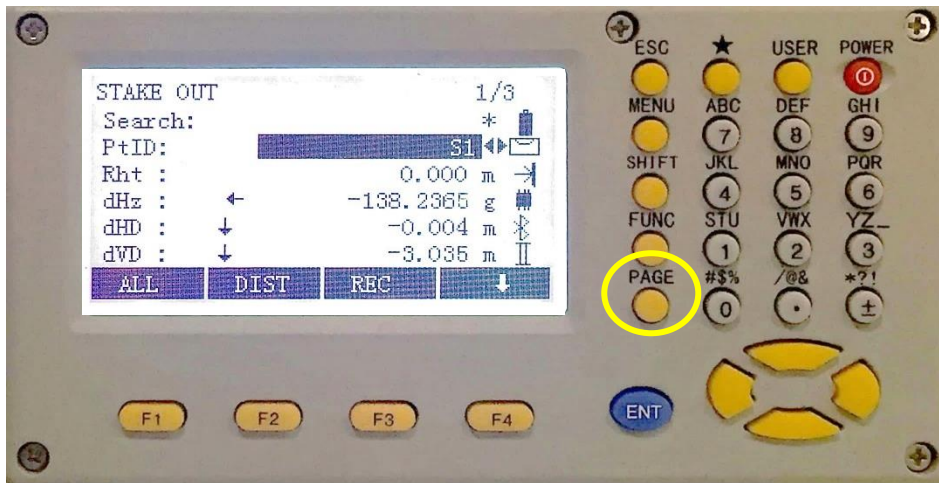 STAKE OUT 1/3
Search: *
PtID: S1
Rht : 0.000 m
dHz : ← -138.2365 g
dHD : ↓ -0.004 m
dVD : ↓ -3.035 m
ALL DIST REC ↓
F1 F2 F3 F4
ESC ★ USER POWER
MENU ABC DEF GHI
7 8 9
SHIFT JKL MNO PQR
4 5 6
FUNC STU VWX YZ_
1 2 3
PAGE #$% /@& *?!
0 • ±
ENT